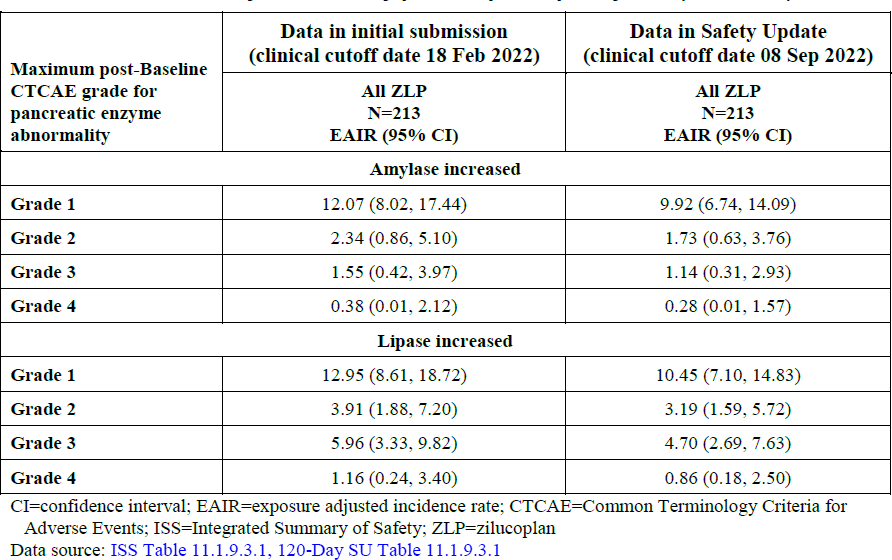 Maximum post-Baseline
CTCAE grade for
pancreatic enzyme
abnormality
Data in initial submission
(clinical cutoff date 18 Feb 2022)
Data in Safety Update
(clinical cutoff date 08 Sep 2022)
All ZLP
N=213
EAIR (95% CI)
All ZLP
N=213
EAIR (95% CI)
Amylase increased
Grade 1 12.07 (8.02, 17.44) 9.92 (6.74, 14.09)
Grade 2 2.34 (0.86, 5.10) 1.73 (0.63, 3.76)
Grade 3 1.55 (0.42, 3.97) 1.14 (0.31, 2.93)
Grade 4 0.38 (0.01, 2.12) 0.28 (0.01, 1.57)
Lipase increased
Grade 1 12.95 (8.61, 18.72) 10.45 (7.10, 14.83)
Grade 2 3.91 (1.88, 7.20) 3.19 (1.59, 5.72)
Grade 3 5.96 (3.33, 9.82) 4.70 (2.69, 7.63)
Grade 4 1.16 (0.24, 3.40) 0.86 (0.18, 2.50)
CI=confidence interval; EAIR=exposure adjusted incidence rate; CTCAE=Common Terminology Criteria for
Adverse Events; ISS=Integrated Summary of Safety; ZLP=zilucoplan
Data source: ISS Table 11.1.9.3.1, 120-Day SU Table 11.1.9.3.1